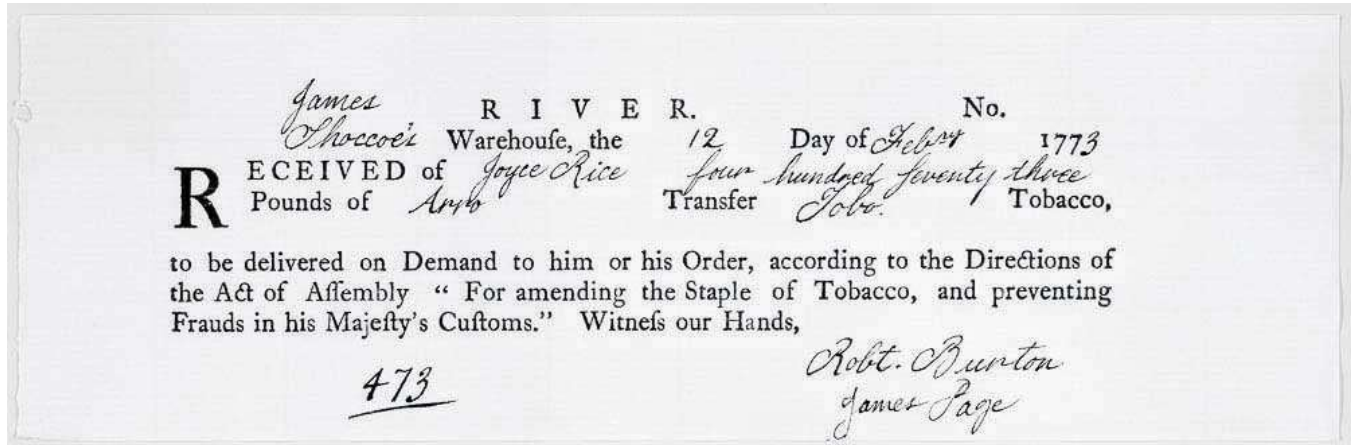 James RIVER. No.
Shoccoe's Warehouſe, the 12 Day of Febry 1773
RECEIVED of Joyce Rice four hundred ſeventy three
Pounds of Arro Transfer Tobo. Tobacco,
to be delivered on Demand to him or his Order, according to the Directions of
the Act of Aſſembly “ For amending the Staple of Tobacco, and preventing
Frauds in his Majeſty's Cuſtoms.” Witneſs our Hands,
473
Robt. Burton
James Page